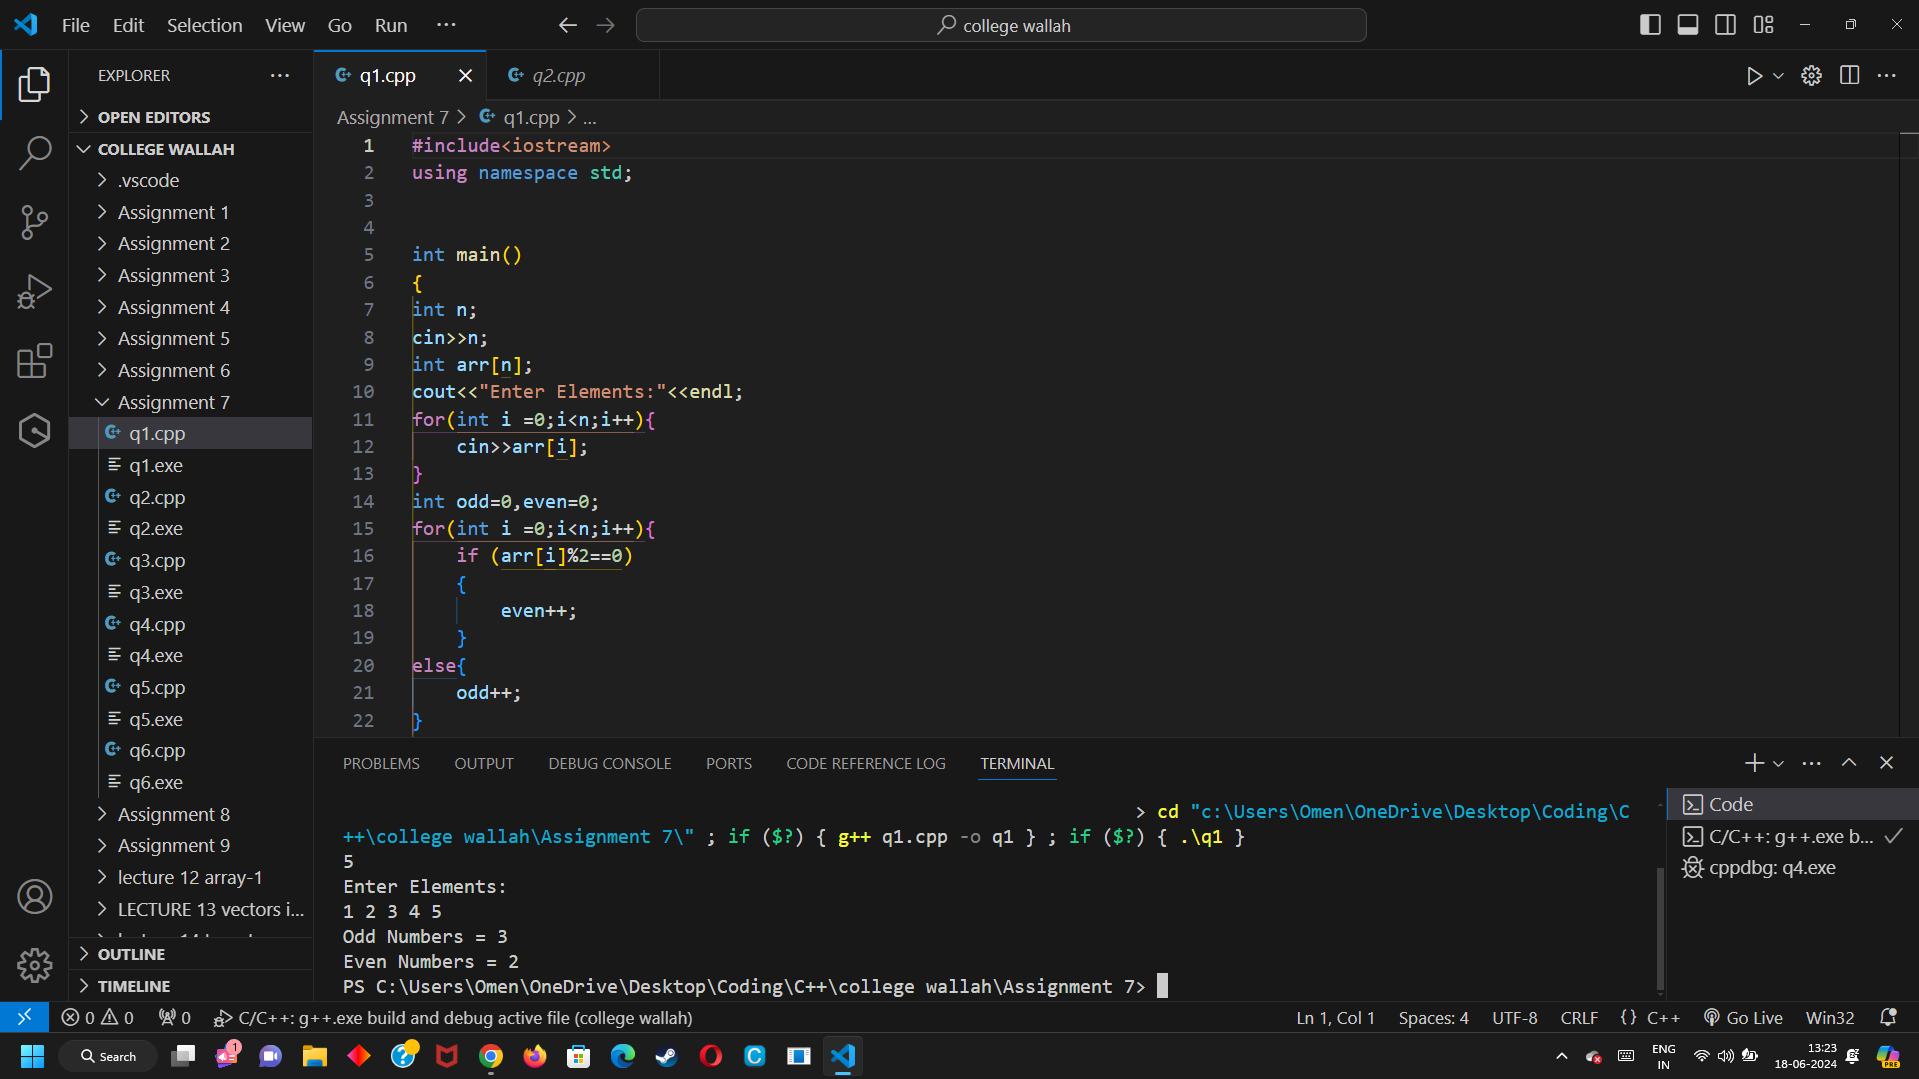 File Edit Selection View Go Run ···
college wallah
EXPLORER ···
q1.cpp
q2.cpp
OPEN EDITORS
COLLEGE WALLAH
.vscode
Assignment 1
Assignment 2
Assignment 3
Assignment 4
Assignment 5
Assignment 6
Assignment 7
q1.cpp
q1.exe
q2.cpp
q2.exe
q3.cpp
q3.exe
q4.cpp
q4.exe
q5.cpp
q5.exe
q6.cpp
q6.exe
Assignment 8
Assignment 9
lecture 12 array-1
LECTURE 13 vectors i...
OUTLINE
TIMELINE
Assignment 7 > q1.cpp > ...
1 #include<iostream>
2 using namespace std;
3
4
5 int main()
6 {
7 int n;
8 cin>>n;
9 int arr[n];
10 cout<<"Enter Elements:"<<endl;
11 for(int i =0;i<n;i++){
12     cin>>arr[i];
13 }
14 int odd=0,even=0;
15 for(int i =0;i<n;i++){
16     if (arr[i]%2==0)
17     {
18         even++;
19     }
20 else{
21     odd++;
22 }
PROBLEMS OUTPUT DEBUG CONSOLE PORTS CODE REFERENCE LOG TERMINAL
> cd "c:\Users\Omen\OneDrive\Desktop\Coding\C
++\college wallah\Assignment 7\" ; if ($?) { g++ q1.cpp -o q1 } ; if ($?) { .\q1 }
5
Enter Elements:
1 2 3 4 5
Odd Numbers = 3
Even Numbers = 2
PS C:\Users\Omen\OneDrive\Desktop\Coding\C++\college wallah\Assignment 7>
Code
C/C++: g++.exe b...
cppdbg: q4.exe
0 0 0 C/C++: g++.exe build and debug active file (college wallah)
Ln 1, Col 1 Spaces: 4 UTF-8 CRLF {} C++ Go Live Win32
Search
1
ENG
IN
13:23
18-06-2024
PRE